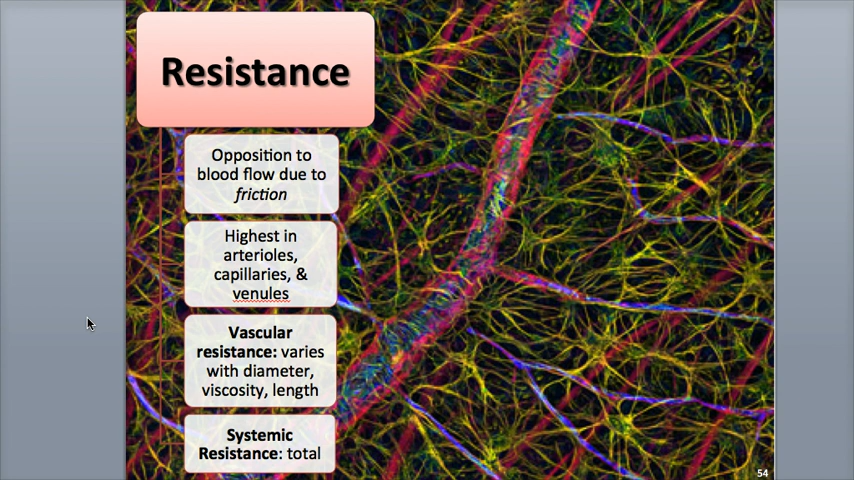 Resistance
Opposition to
blood flow due to
friction
Highest in
arterioles,
capillaries, &
venules
Vascular
resistance: varies
with diameter,
viscosity, length
Systemic
Resistance: total
54